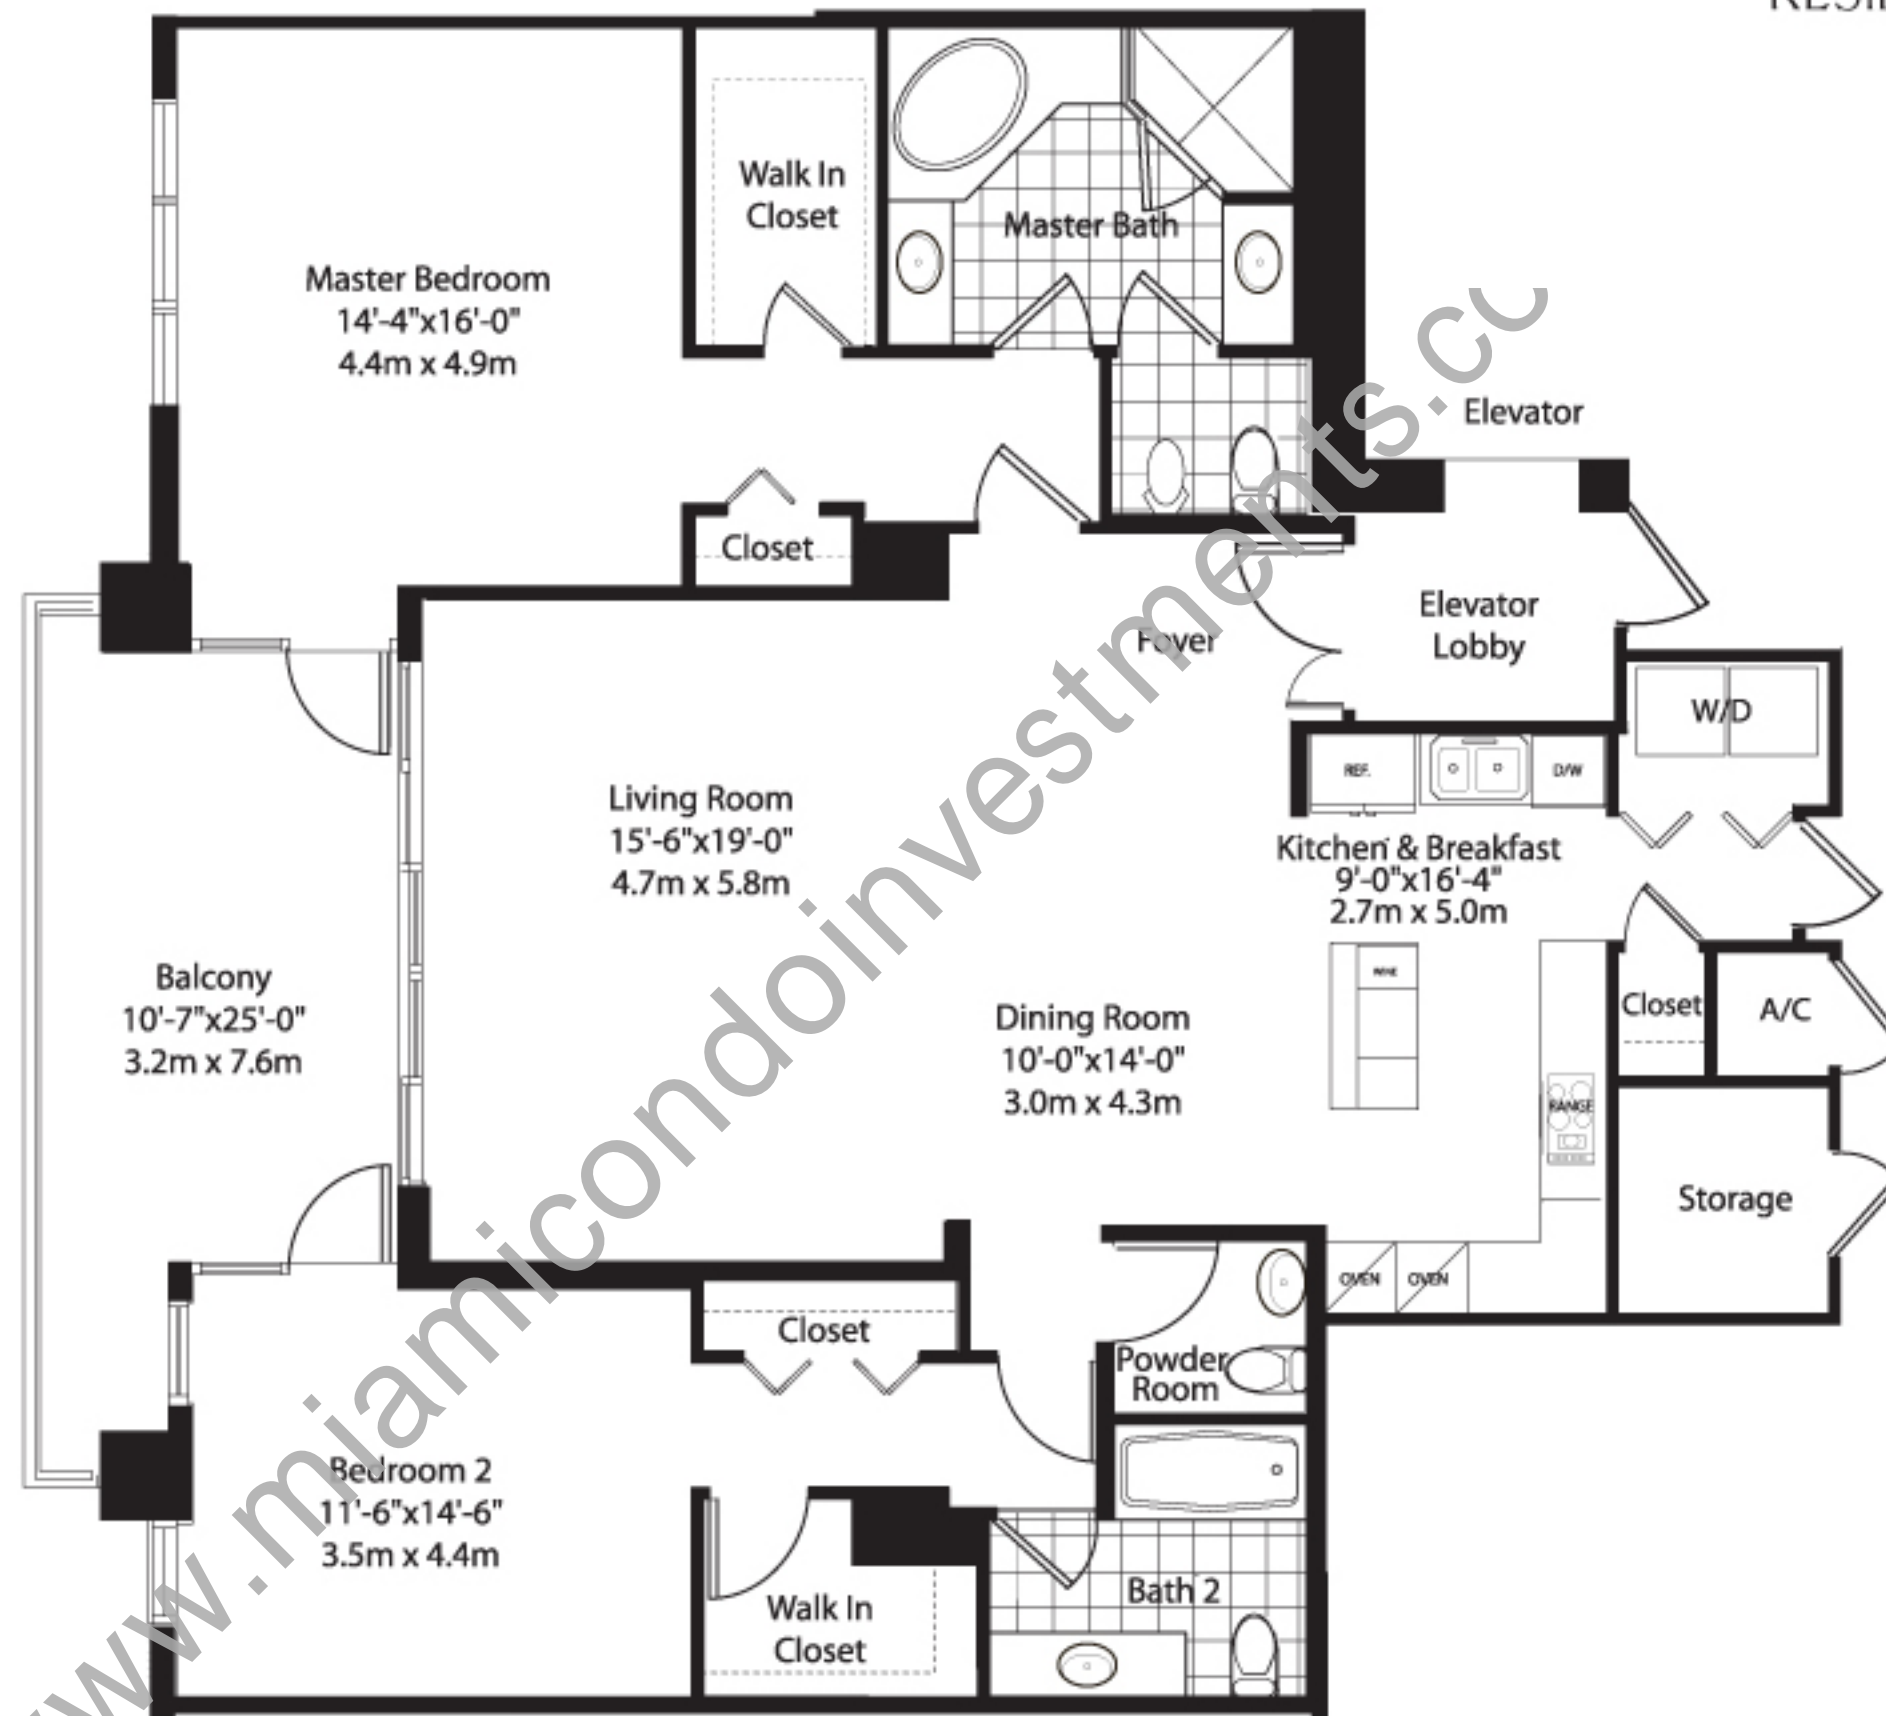 Walk In
Closet
Master Bath
Master Bedroom
14'-4"x16'-0"
4.4m x 4.9m
Elevator
Closet
Elevator
Lobby
Foyer
W/D
REF.
D/W
Living Room
15'-6"x19'-0"
4.7m x 5.8m
Kitchen & Breakfast
9'-0"x16'-4"
2.7m x 5.0m
WINE
Balcony
10'-7"x25'-0"
3.2m x 7.6m
Dining Room
10'-0"x14'-0"
3.0m x 4.3m
Closet
A/C
RANGE
Storage
OVEN
OVEN
Closet
Powder
Room
Bedroom 2
11'-6"x14'-6"
3.5m x 4.4m
Bath 2
Walk In
Closet
www.miamicondoinvestments.cc